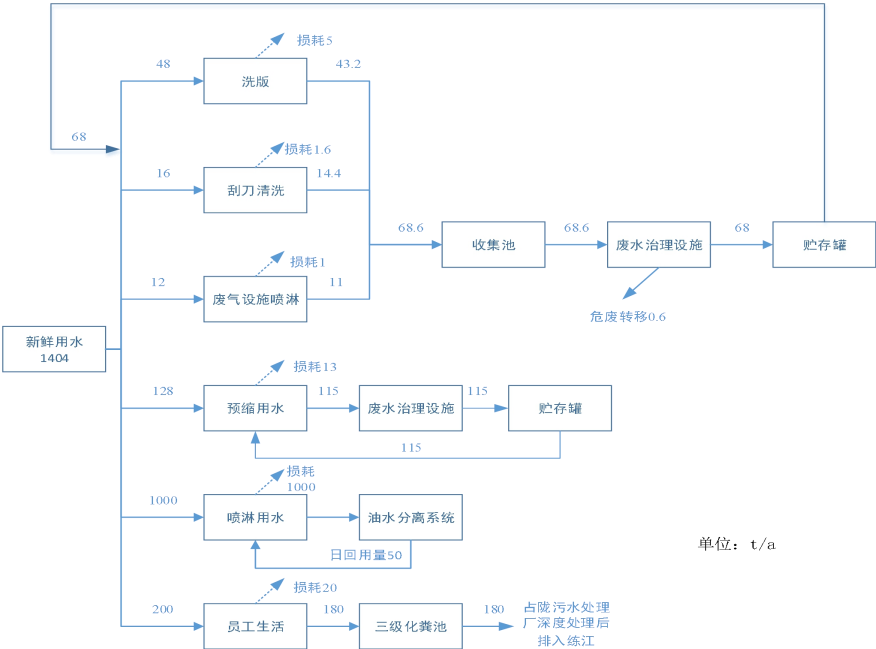 损耗5
48
洗版
43.2
68
损耗1.6
16
刮刀清洗
14.4
68.6
收集池
68.6
废水治理设施
68
贮存罐
损耗1
12
废气设施喷淋
11
危废转移0.6
新鲜用水
1404
损耗13
128
预缩用水
115
废水治理设施
115
贮存罐
115
损耗
1000
1000
喷淋用水
油水分离系统
日回用量50
单位：t/a
损耗20
200
员工生活
180
三级化粪池
180
占陇污水处理
厂深度处理后
排入练江